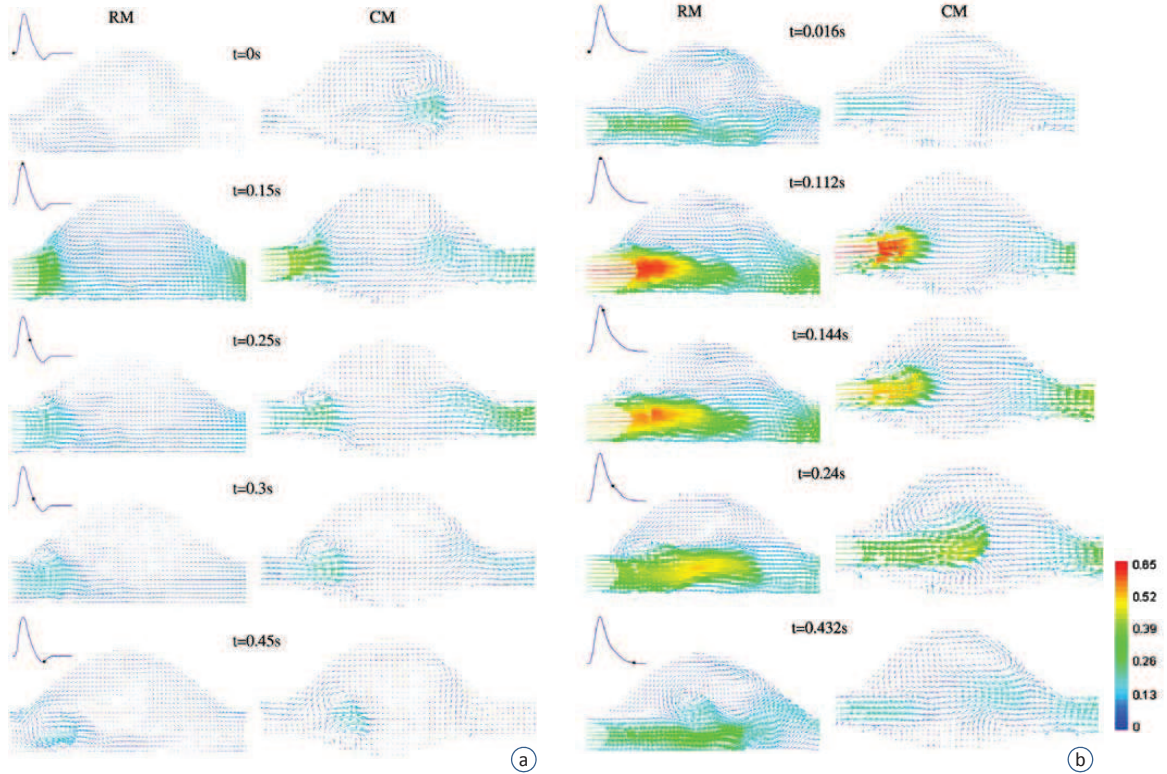 RM CM RM CM
t=0s t=0.016s
t=0.15s t=0.112s
t=0.25s t=0.144s
t=0.3s t=0.24s
t=0.45s t=0.432s
0.65
0.52
0.39
0.26
0.13
0
a b